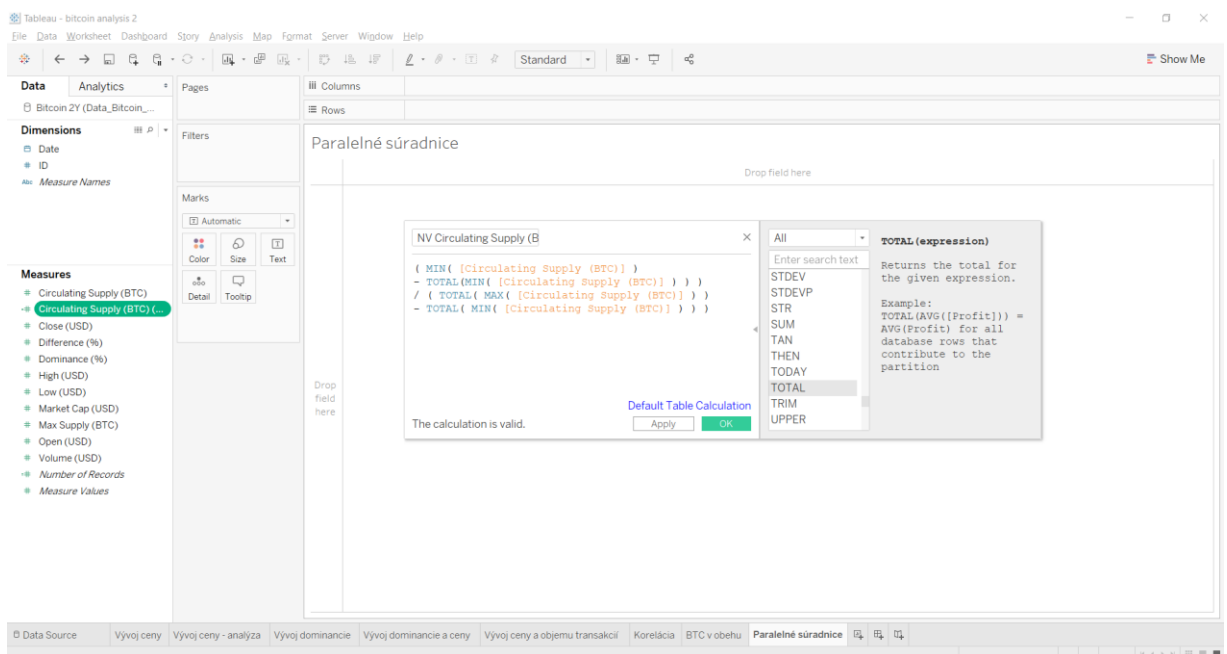 Tableau - bitcoin analysis 2
File Data Worksheet Dashboard Story Analysis Map Format Server Window Help
Standard
Show Me
Data Analytics
Bitcoin 2Y (Data_Bitcoin_...
Dimensions
Date
ID
Abc Measure Names
Measures
Circulating Supply (BTC)
Circulating Supply (BTC) (...
Close (USD)
Difference (%)
Dominance (%)
High (USD)
Low (USD)
Market Cap (USD)
Max Supply (BTC)
Open (USD)
Volume (USD)
Number of Records
Measure Values
Pages
Filters
Marks
Automatic
Color Size Text
Detail Tooltip
Columns
Rows
Paralelné súradnice
Drop field here
Drop
field
here
NV Circulating Supply (B
( MIN( [Circulating Supply (BTC)] )
- TOTAL(MIN( [Circulating Supply (BTC)] ) ) )
/ ( TOTAL( MAX( [Circulating Supply (BTC)] ) )
- TOTAL( MIN( [Circulating Supply (BTC)] ) ) )
Default Table Calculation
The calculation is valid.
Apply OK
All
Enter search text
STDEV
STDEVP
STR
SUM
TAN
THEN
TODAY
TOTAL
TRIM
UPPER
TOTAL(expression)
Returns the total for
the given expression.
Example:
TOTAL(AVG([Profit])) =
AVG(Profit) for all
database rows that
contribute to the
partition
Data Source Vývoj ceny Vývoj ceny - analýza Vývoj dominancie Vývoj dominancie a ceny Vývoj ceny a objemu transakcií Korelácia BTC v obehu Paralelné súradnice